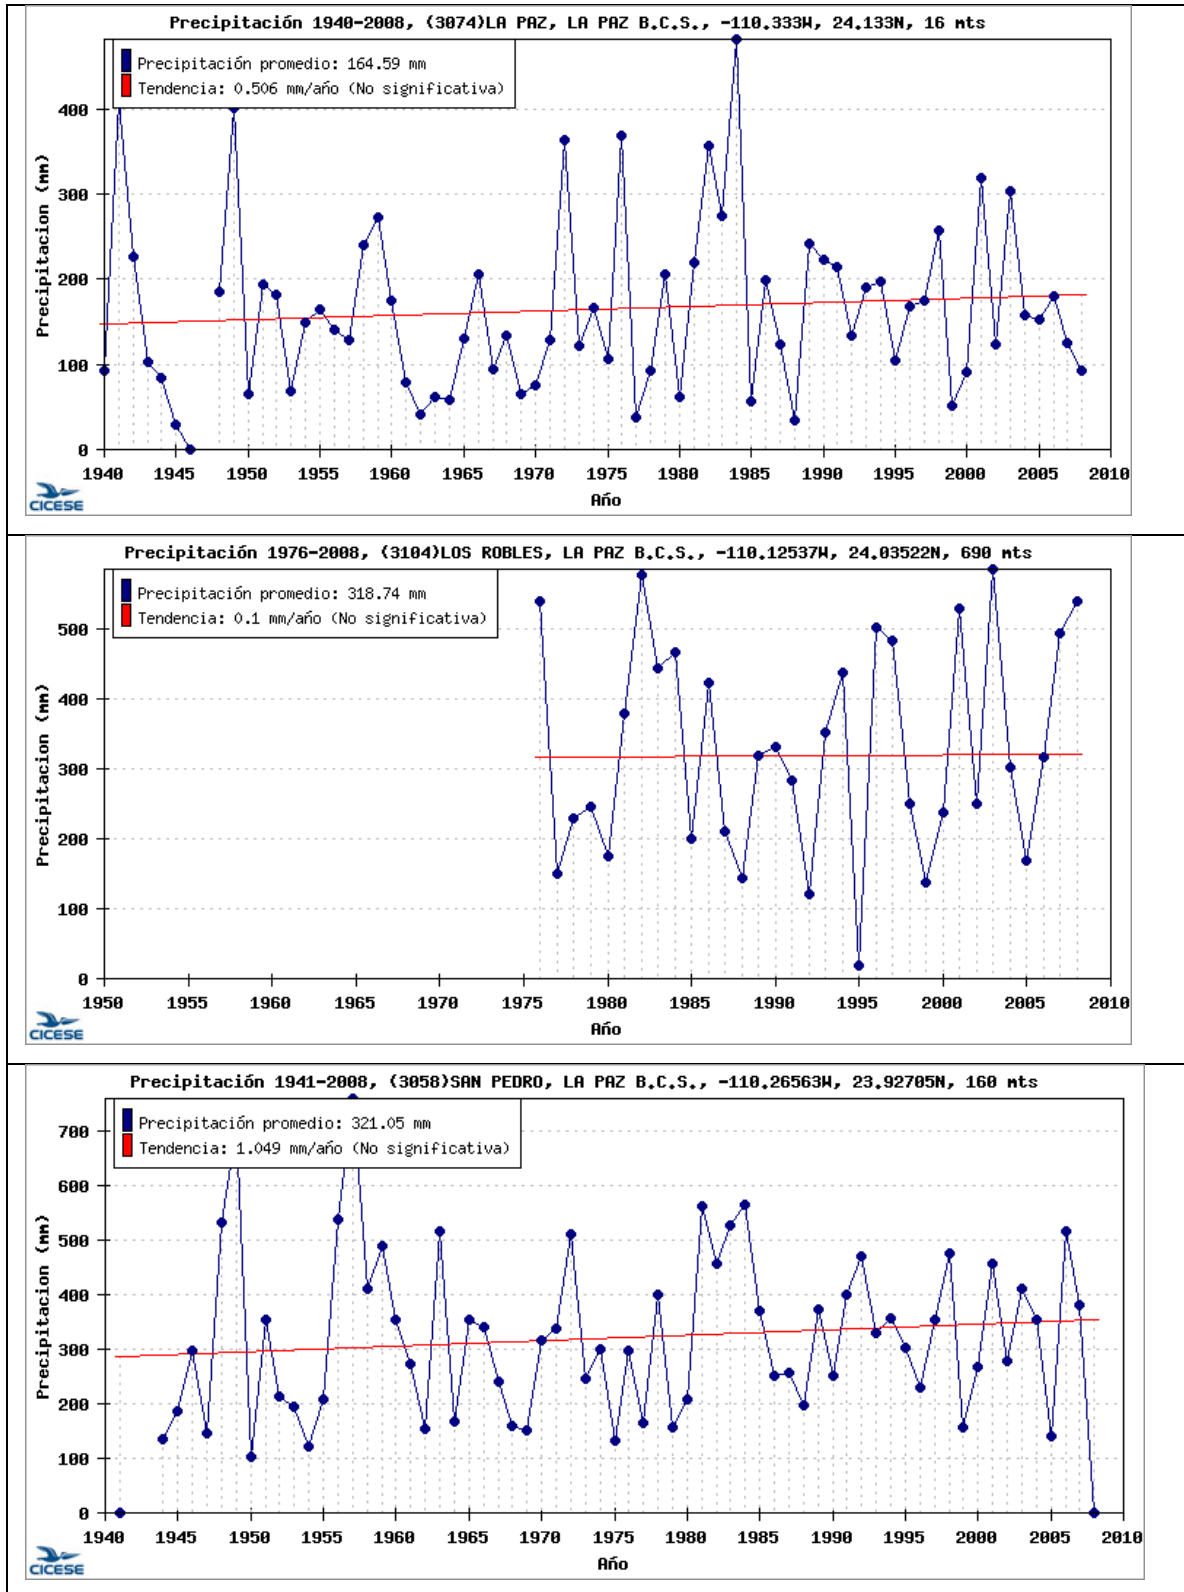 Precipitación 1940-2008, (3074)LA PAZ, LA PAZ B.C.S., -110.333W, 24.133N, 16 mts
Precipitación promedio: 164.59 mm
Tendencia: 0.506 mm/año (No significativa)
Precipitacion (mm)
400
300
200
100
0
1940 1945 1950 1955 1960 1965 1970 1975 1980 1985 1990 1995 2000 2005 2010
Año
CICESE
Precipitación 1976-2008, (3104)LOS ROBLES, LA PAZ B.C.S., -110.12537W, 24.03522N, 690 mts
Precipitación promedio: 318.74 mm
Tendencia: 0.1 mm/año (No significativa)
Precipitacion (mm)
500
400
300
200
100
0
1950 1955 1960 1965 1970 1975 1980 1985 1990 1995 2000 2005 2010
Año
CICESE
Precipitación 1941-2008, (3058)SAN PEDRO, LA PAZ B.C.S., -110.26563W, 23.92705N, 160 mts
Precipitación promedio: 321.05 mm
Tendencia: 1.049 mm/año (No significativa)
Precipitacion (mm)
700
600
500
400
300
200
100
0
1940 1945 1950 1955 1960 1965 1970 1975 1980 1985 1990 1995 2000 2005 2010
Año
CICESE